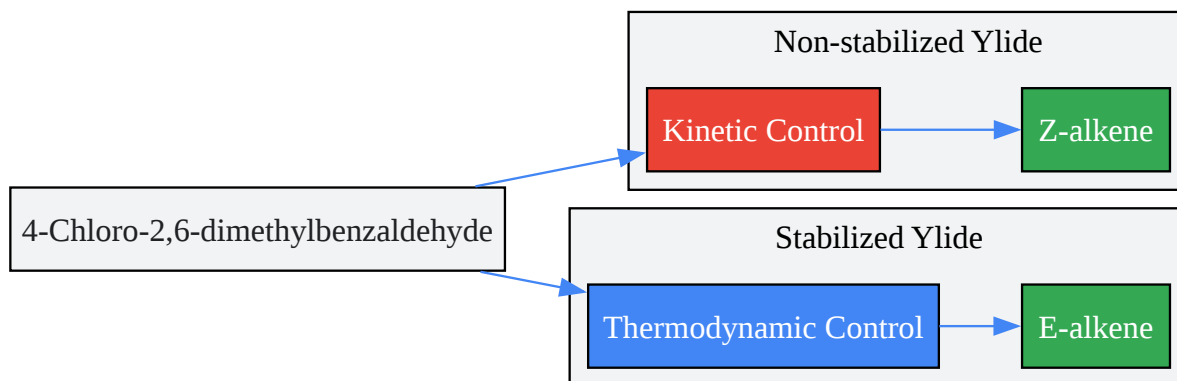 Non-stabilized Ylide
Kinetic Control
Z-alkene
4-Chloro-2,6-dimethylbenzaldehyde
Stabilized Ylide
Thermodynamic Control
E-alkene